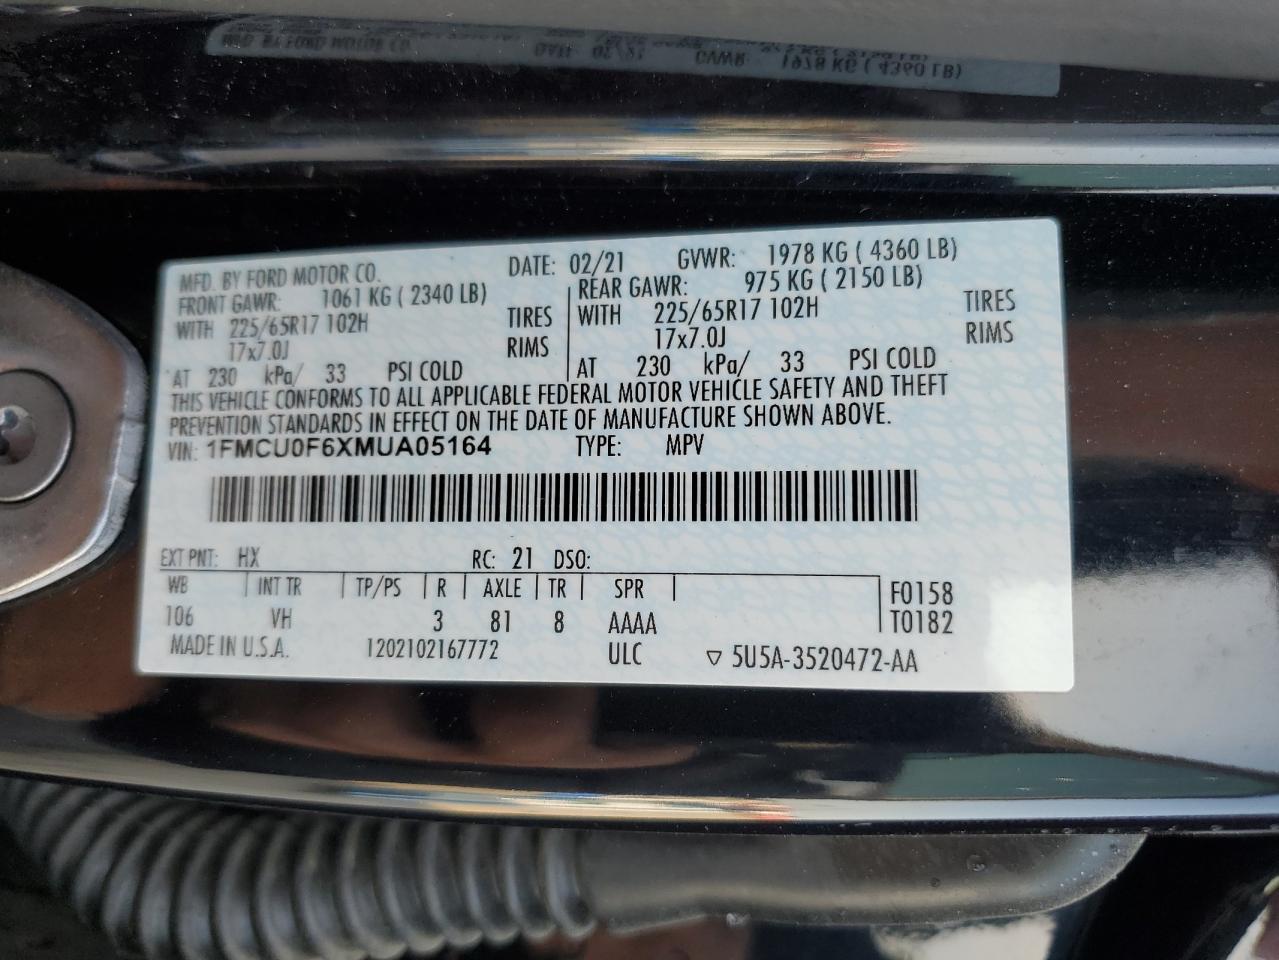 MFD. BY FORD MOTOR CO. DATE: 02/21 GVWR: 1978 KG ( 4360 LB)
FRONT GAWR: 1061 KG ( 2340 LB) REAR GAWR: 975 KG ( 2150 LB)
WITH 225/65R17 102H TIRES WITH 225/65R17 102H TIRES
17x7.0J RIMS 17x7.0J RIMS
AT 230 kPa/ 33 PSI COLD AT 230 kPa/ 33 PSI COLD
THIS VEHICLE CONFORMS TO ALL APPLICABLE FEDERAL MOTOR VEHICLE SAFETY AND THEFT
PREVENTION STANDARDS IN EFFECT ON THE DATE OF MANUFACTURE SHOWN ABOVE.
VIN: 1FMCU0F6XMUA05164 TYPE: MPV
EXT PNT: HX RC: 21 DSO:
WB INT TR TP/PS R AXLE TR SPR F0158
106 VH 3 81 8 AAAA T0182
MADE IN U.S.A. 1202102167772 ULC ▽ 5U5A-3520472-AA